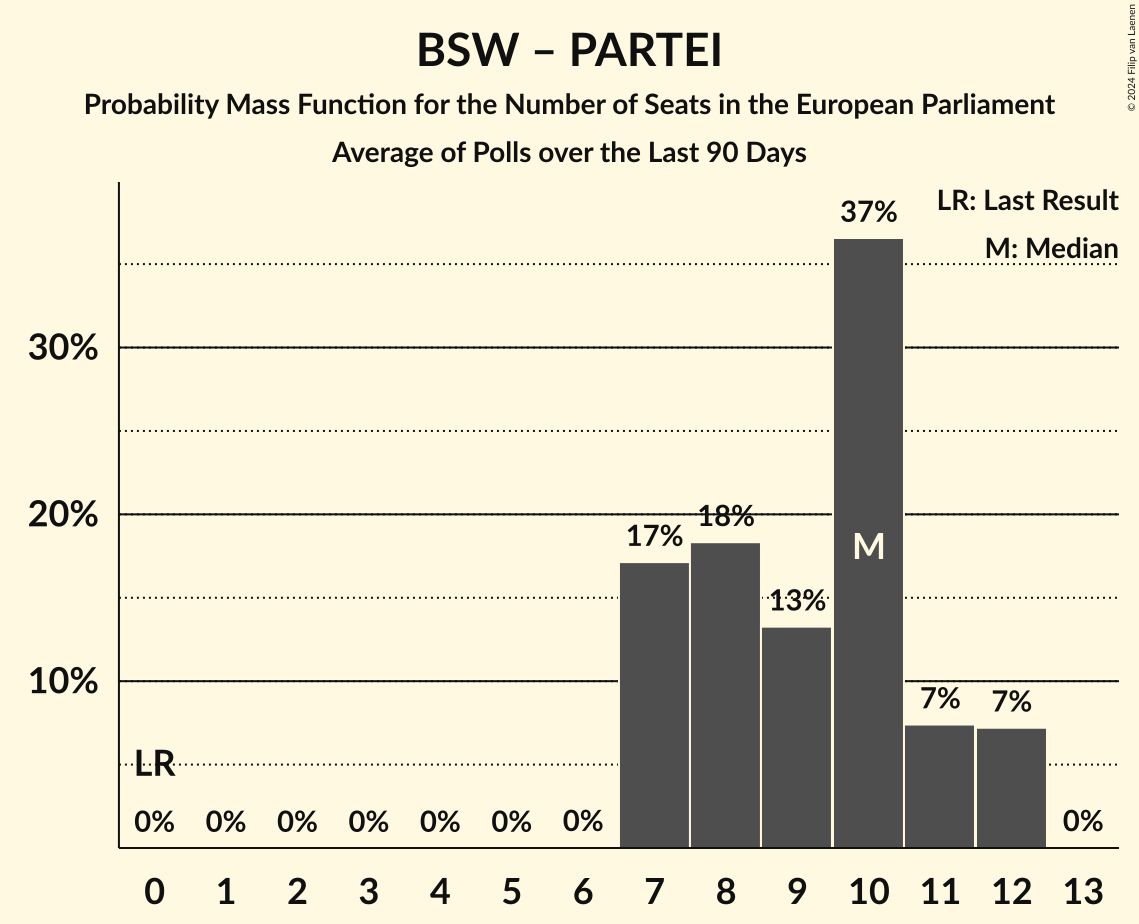 BSW – PARTEI
Probability Mass Function for the Number of Seats in the European Parliament
Average of Polls over the Last 90 Days
© 2024 Filip van Laenen
LR: Last Result
M: Median
37%
30%
20%
18%
17%
M
13%
10%
7% 7%
LR
0% 0% 0% 0% 0% 0% 0% 0%
0 1 2 3 4 5 6 7 8 9 10 11 12 13